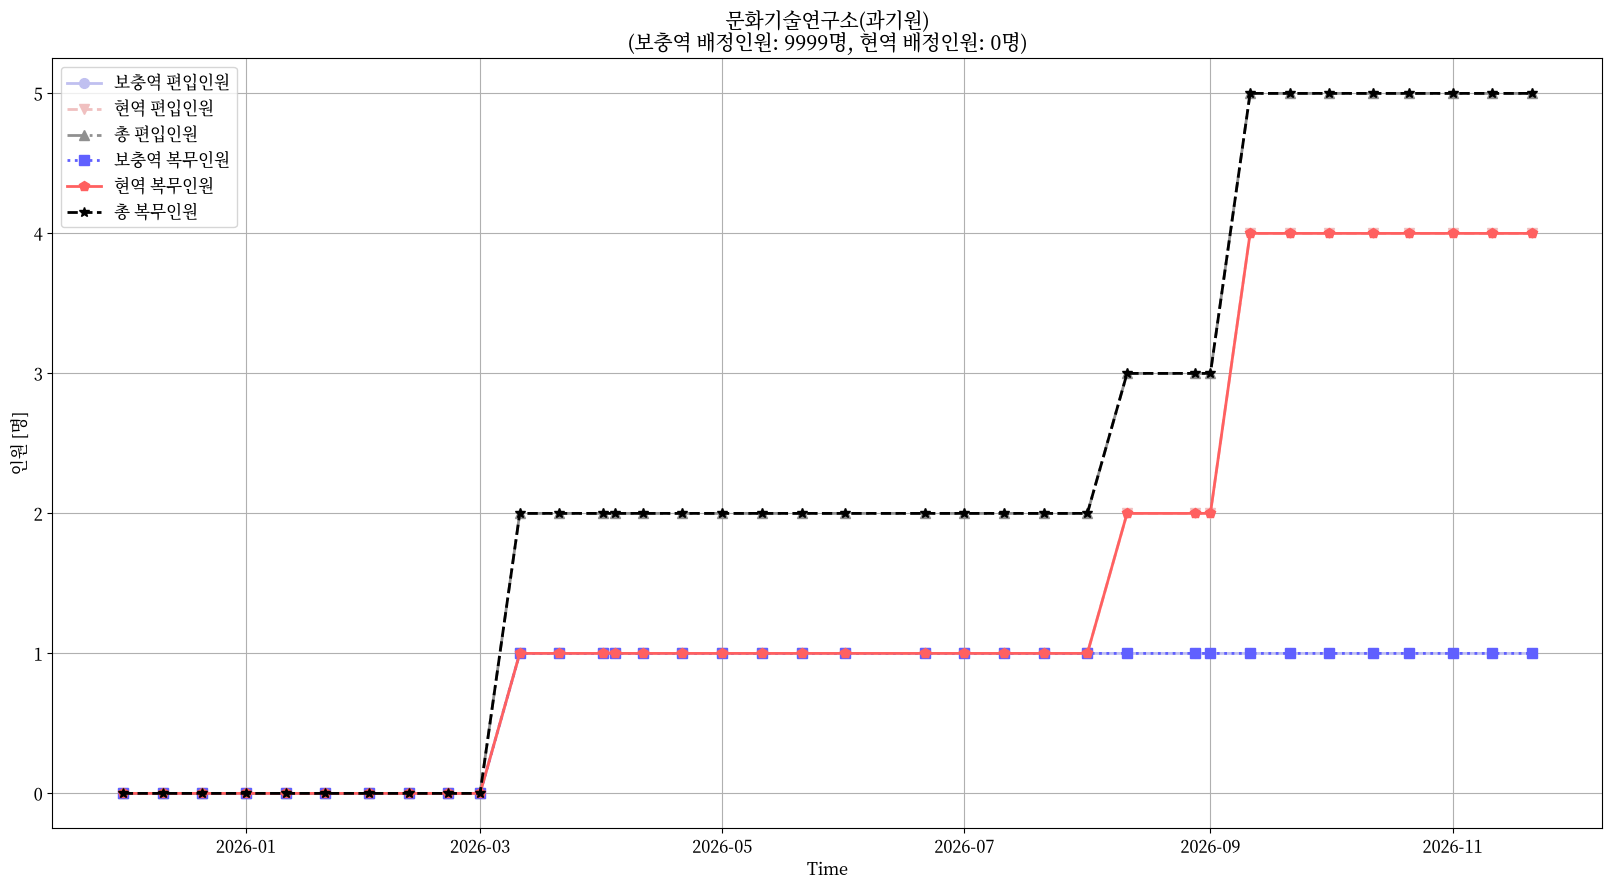 문화기술연구소(과기원)
(보충역 배정인원: 9999명, 현역 배정인원: 0명)
보충역 편입인원
현역 편입인원
총 편입인원
보충역 복무인원
현역 복무인원
총 복무인원
5
4
3
2
1
0
인원 [명]
2026-01
2026-03
2026-05
2026-07
2026-09
2026-11
Time